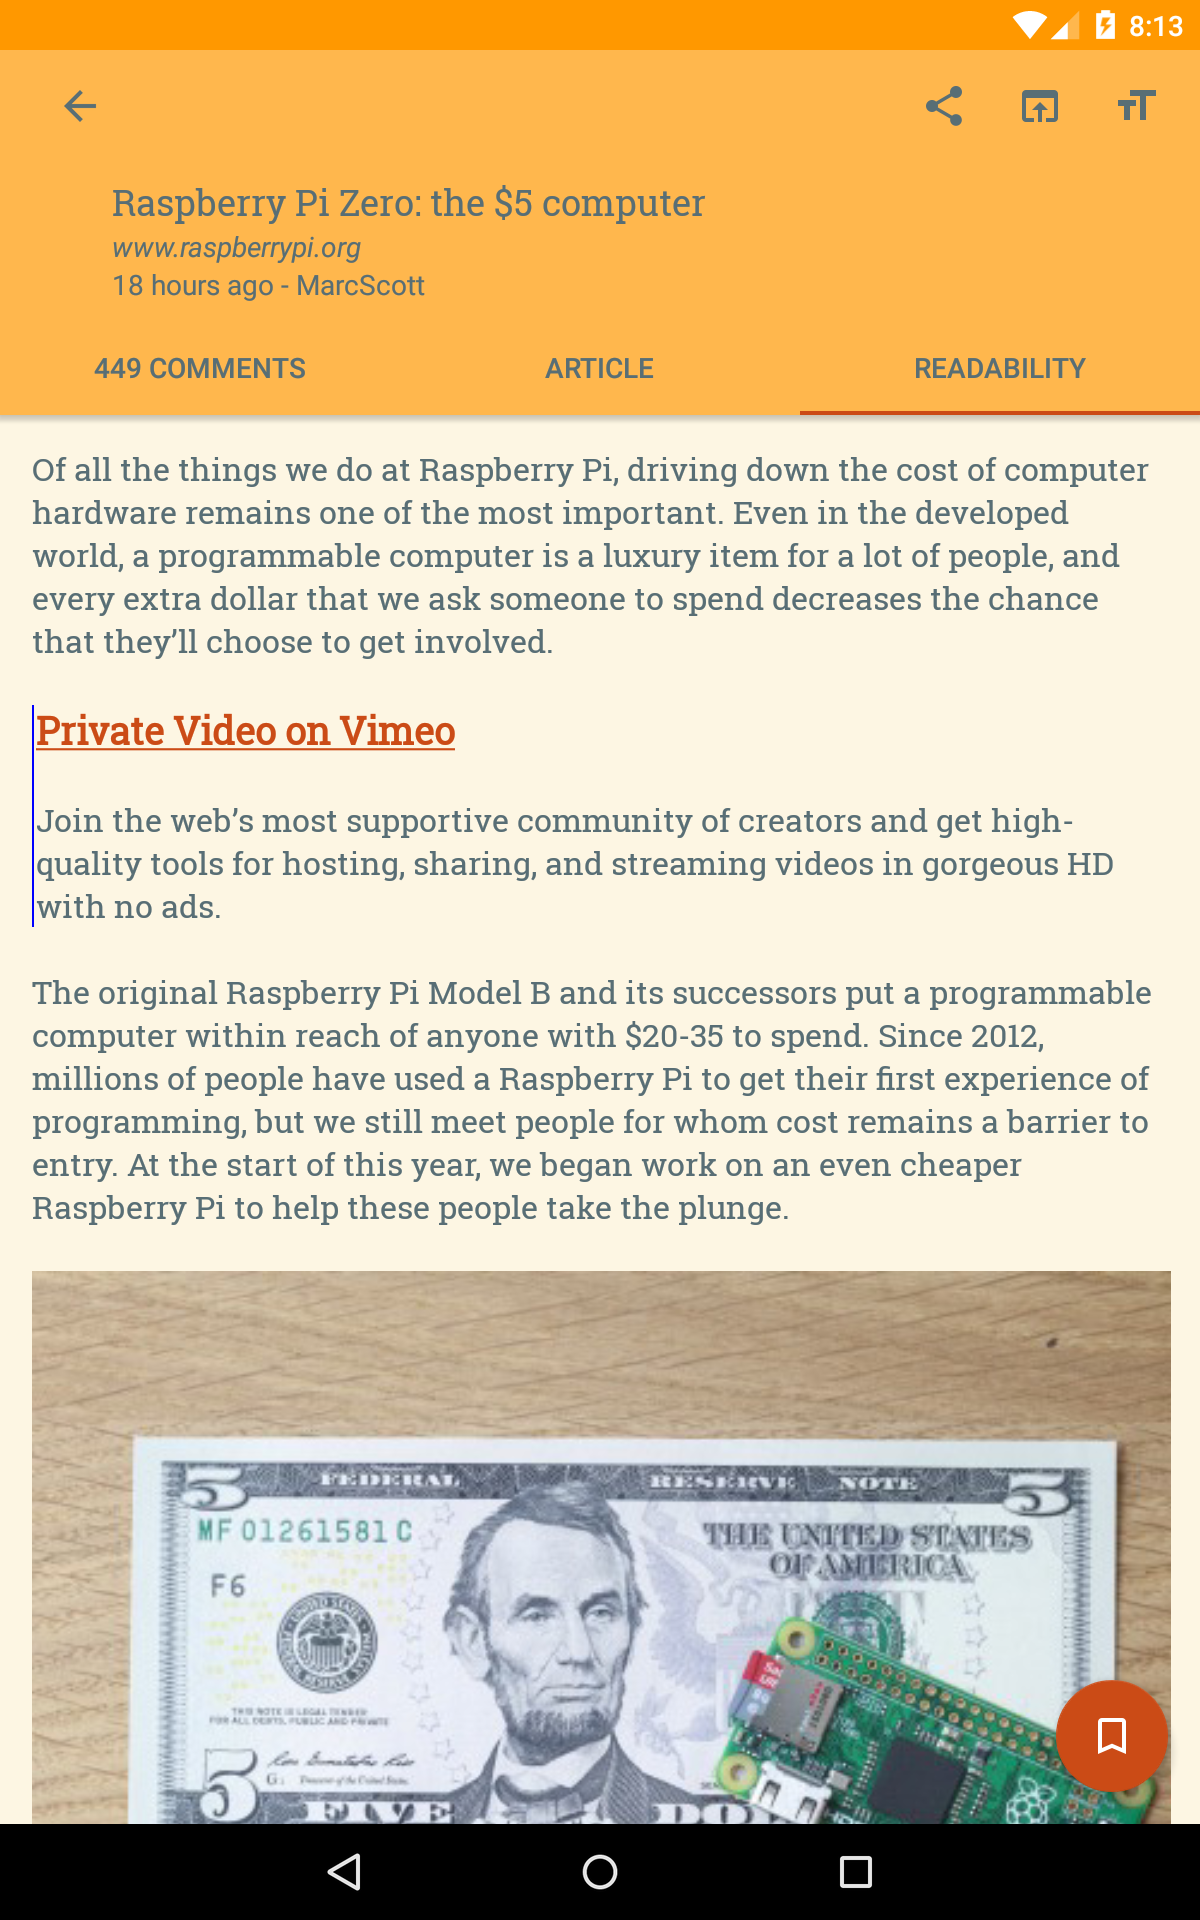 8:13
Raspberry Pi Zero: the $5 computer
www.raspberrypi.org
18 hours ago - MarcScott
449 COMMENTS
ARTICLE
READABILITY
Of all the things we do at Raspberry Pi, driving down the cost of computer
hardware remains one of the most important. Even in the developed
world, a programmable computer is a luxury item for a lot of people, and
every extra dollar that we ask someone to spend decreases the chance
that they’ll choose to get involved.
Private Video on Vimeo
Join the web’s most supportive community of creators and get high-
quality tools for hosting, sharing, and streaming videos in gorgeous HD
with no ads.
The original Raspberry Pi Model B and its successors put a programmable
computer within reach of anyone with $20-35 to spend. Since 2012,
millions of people have used a Raspberry Pi to get their first experience of
programming, but we still meet people for whom cost remains a barrier to
entry. At the start of this year, we began work on an even cheaper
Raspberry Pi to help these people take the plunge.
5 FEDERAL RESERVE NOTE 5
MF 01261581 C
THE UNITED STATES
OF AMERICA
F6
THIS NOTE IS LEGAL TENDER
FOR ALL DEBTS, PUBLIC AND PRIVATE
5
Treasurer of the United States
FIVE